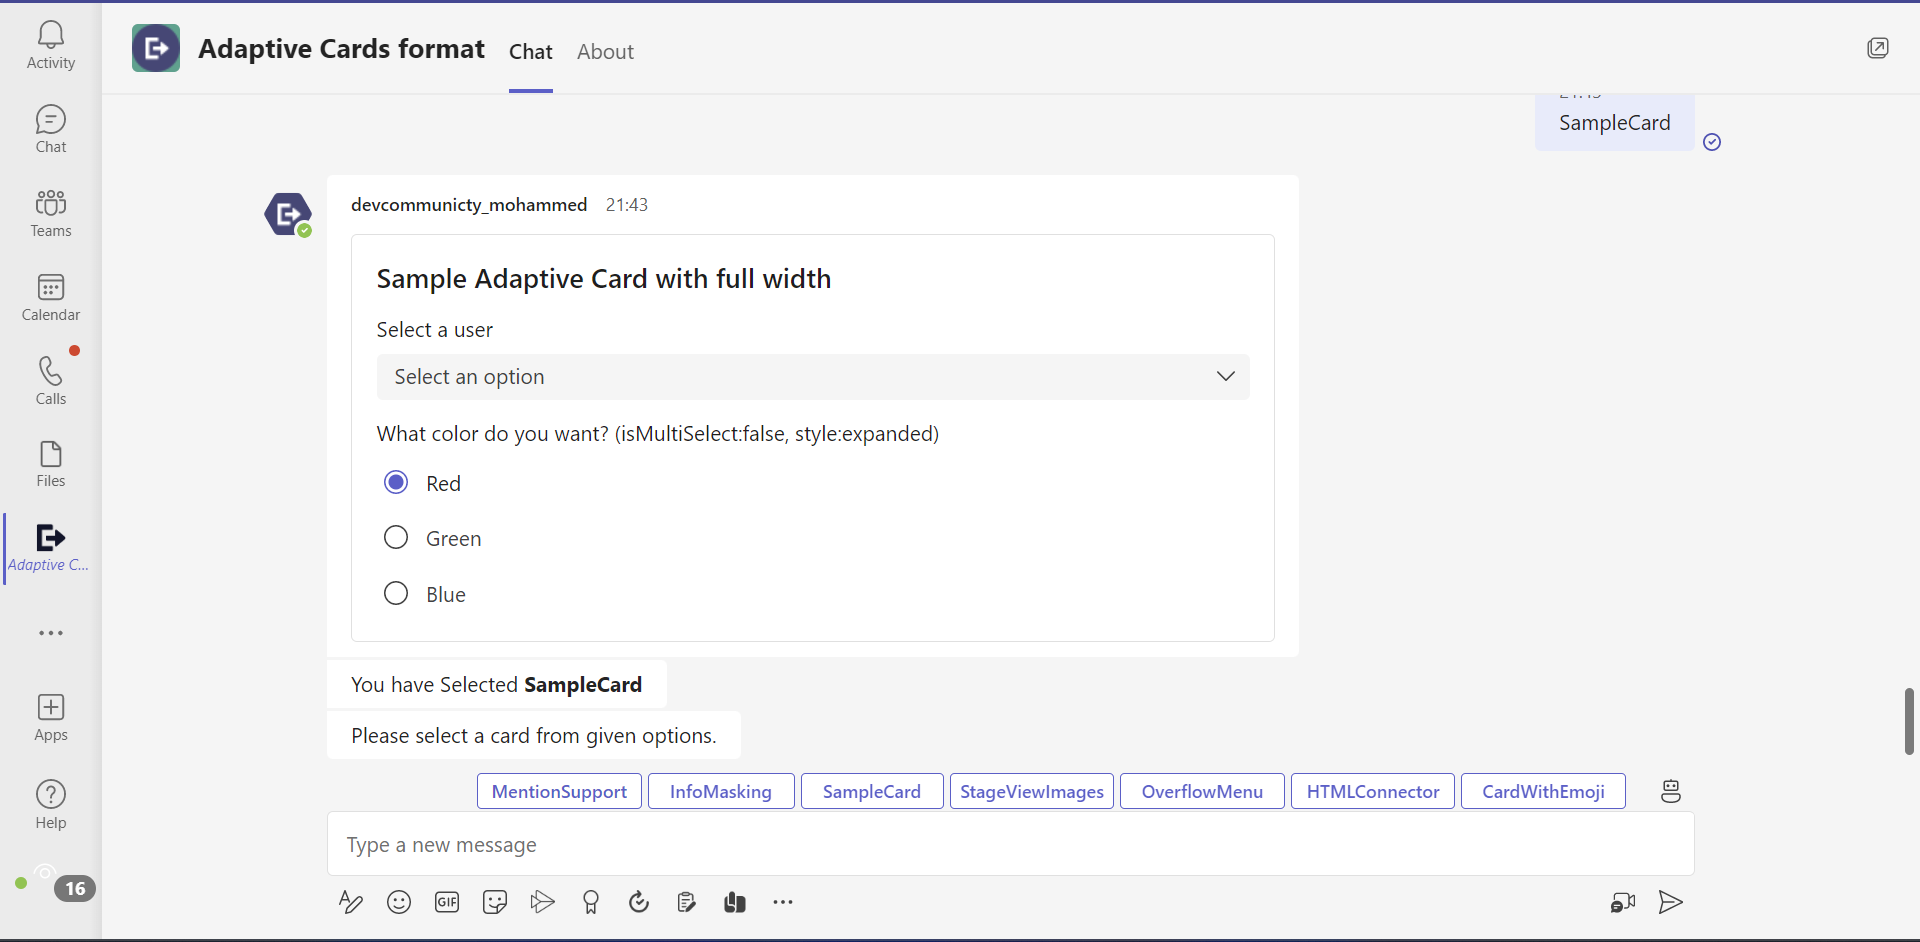 Activity
Chat
Teams
Calendar
Calls
Files
Adaptive C...
Apps
Help
16
Adaptive Cards format Chat About
SampleCard
devcommunicty_mohammed 21:43
Sample Adaptive Card with full width
Select a user
Select an option
What color do you want? (isMultiSelect:false, style:expanded)
Red
Green
Blue
You have Selected SampleCard
Please select a card from given options.
MentionSupport InfoMasking SampleCard StageViewImages OverflowMenu HTMLConnector CardWithEmoji
Type a new message
GIF